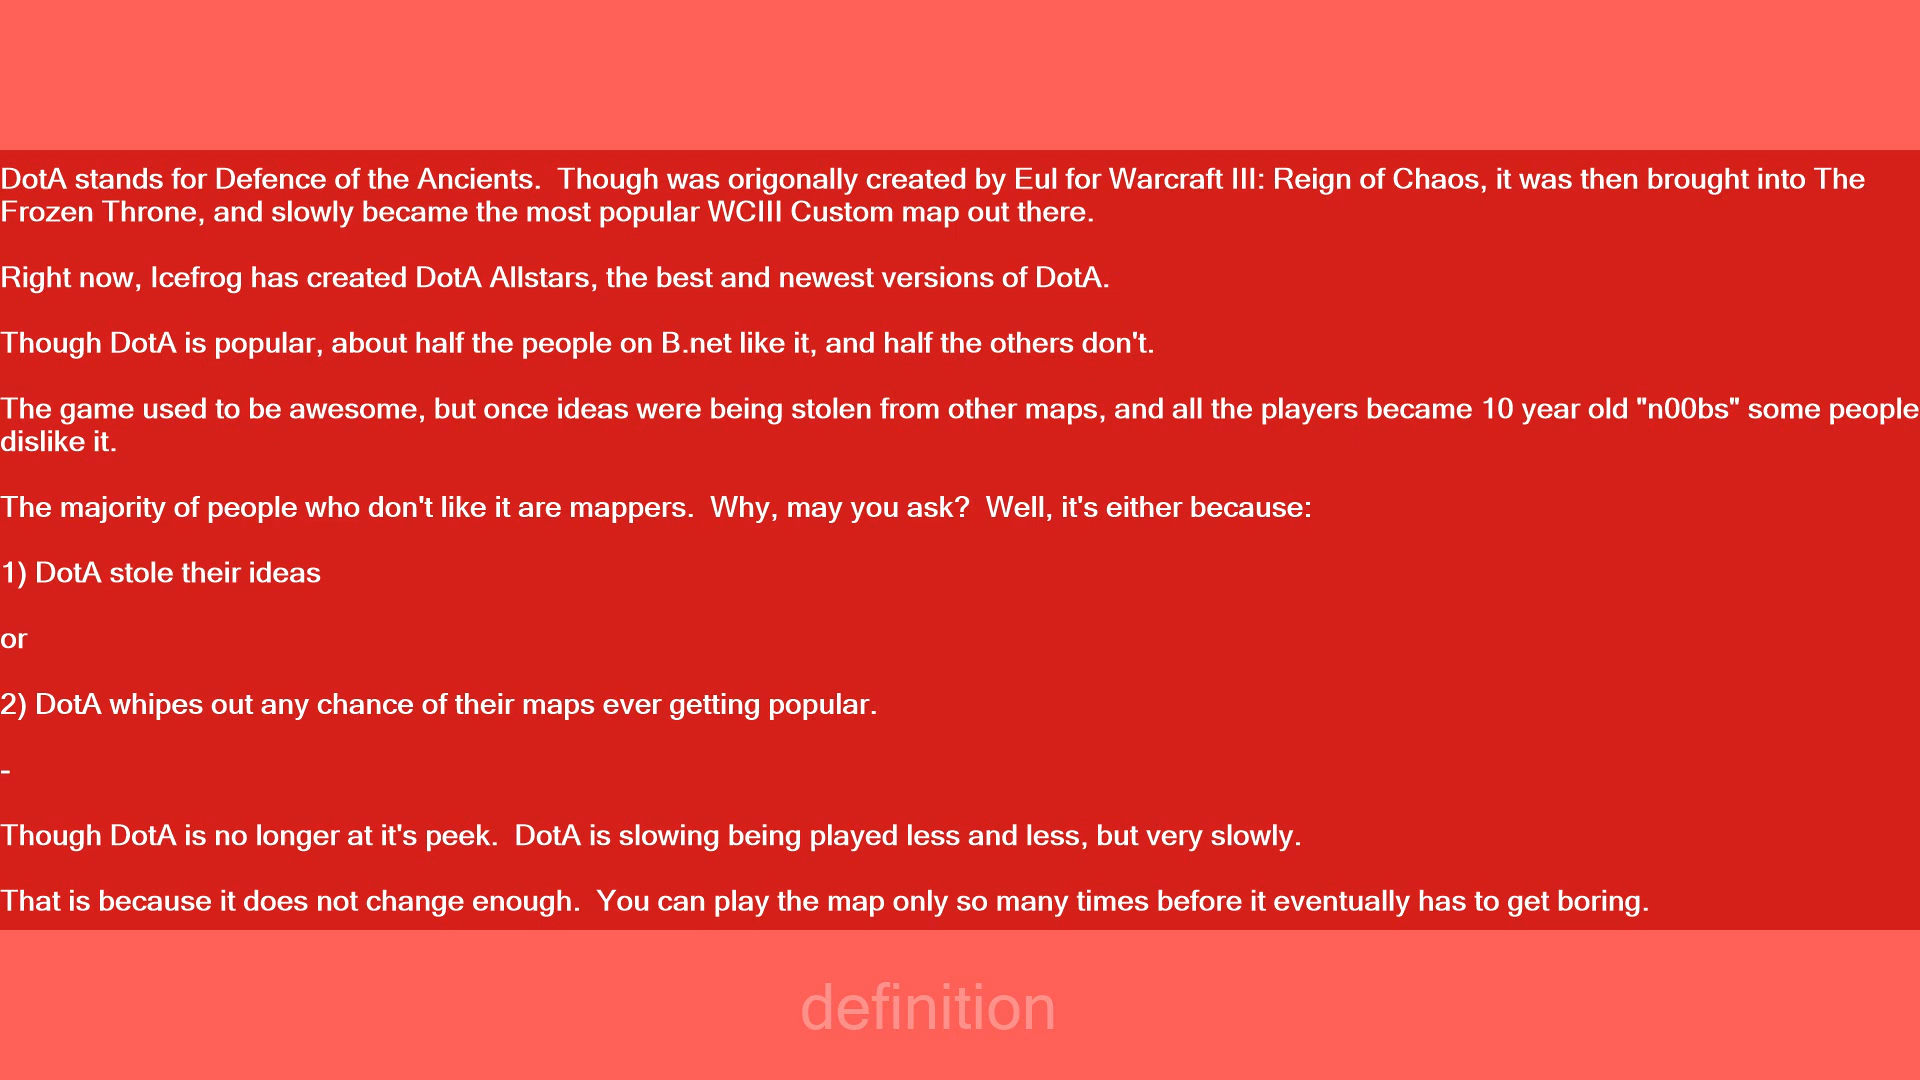 DotA stands for Defence of the Ancients.  Though was origonally created by Eul for Warcraft III: Reign of Chaos, it was then brought into The
Frozen Throne, and slowly became the most popular WCIII Custom map out there.
Right now, Icefrog has created DotA Allstars, the best and newest versions of DotA.
Though DotA is popular, about half the people on B.net like it, and half the others don't.
The game used to be awesome, but once ideas were being stolen from other maps, and all the players became 10 year old "n00bs" some people
dislike it.
The majority of people who don't like it are mappers.  Why, may you ask?  Well, it's either because:
1) DotA stole their ideas
or
2) DotA whipes out any chance of their maps ever getting popular.
-
Though DotA is no longer at it's peek.  DotA is slowing being played less and less, but very slowly.
That is because it does not change enough.  You can play the map only so many times before it eventually has to get boring.
definition